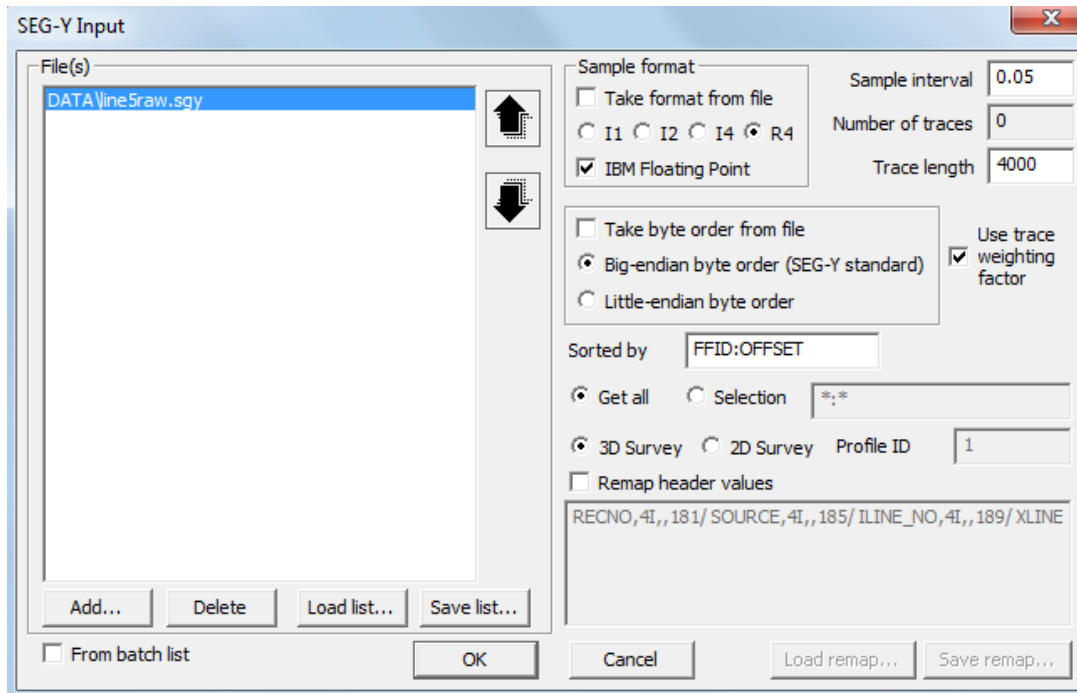 SEG-Y Input
x
File(s)
DATA\line5raw.sgy
Add...
Delete
Load list...
Save list...
From batch list
OK
Sample format
Take format from file
I1 I2 I4 R4
IBM Floating Point
Sample interval 0.05
Number of traces 0
Trace length 4000
Take byte order from file
Big-endian byte order (SEG-Y standard)
Little-endian byte order
Use trace
weighting
factor
Sorted by FFID:OFFSET
Get all Selection *:*
3D Survey 2D Survey Profile ID 1
Remap header values
RECNO,4I,,181/ SOURCE,4I,,185/ ILINE_NO,4I,,189/ XLINE
Cancel
Load remap...
Save remap...